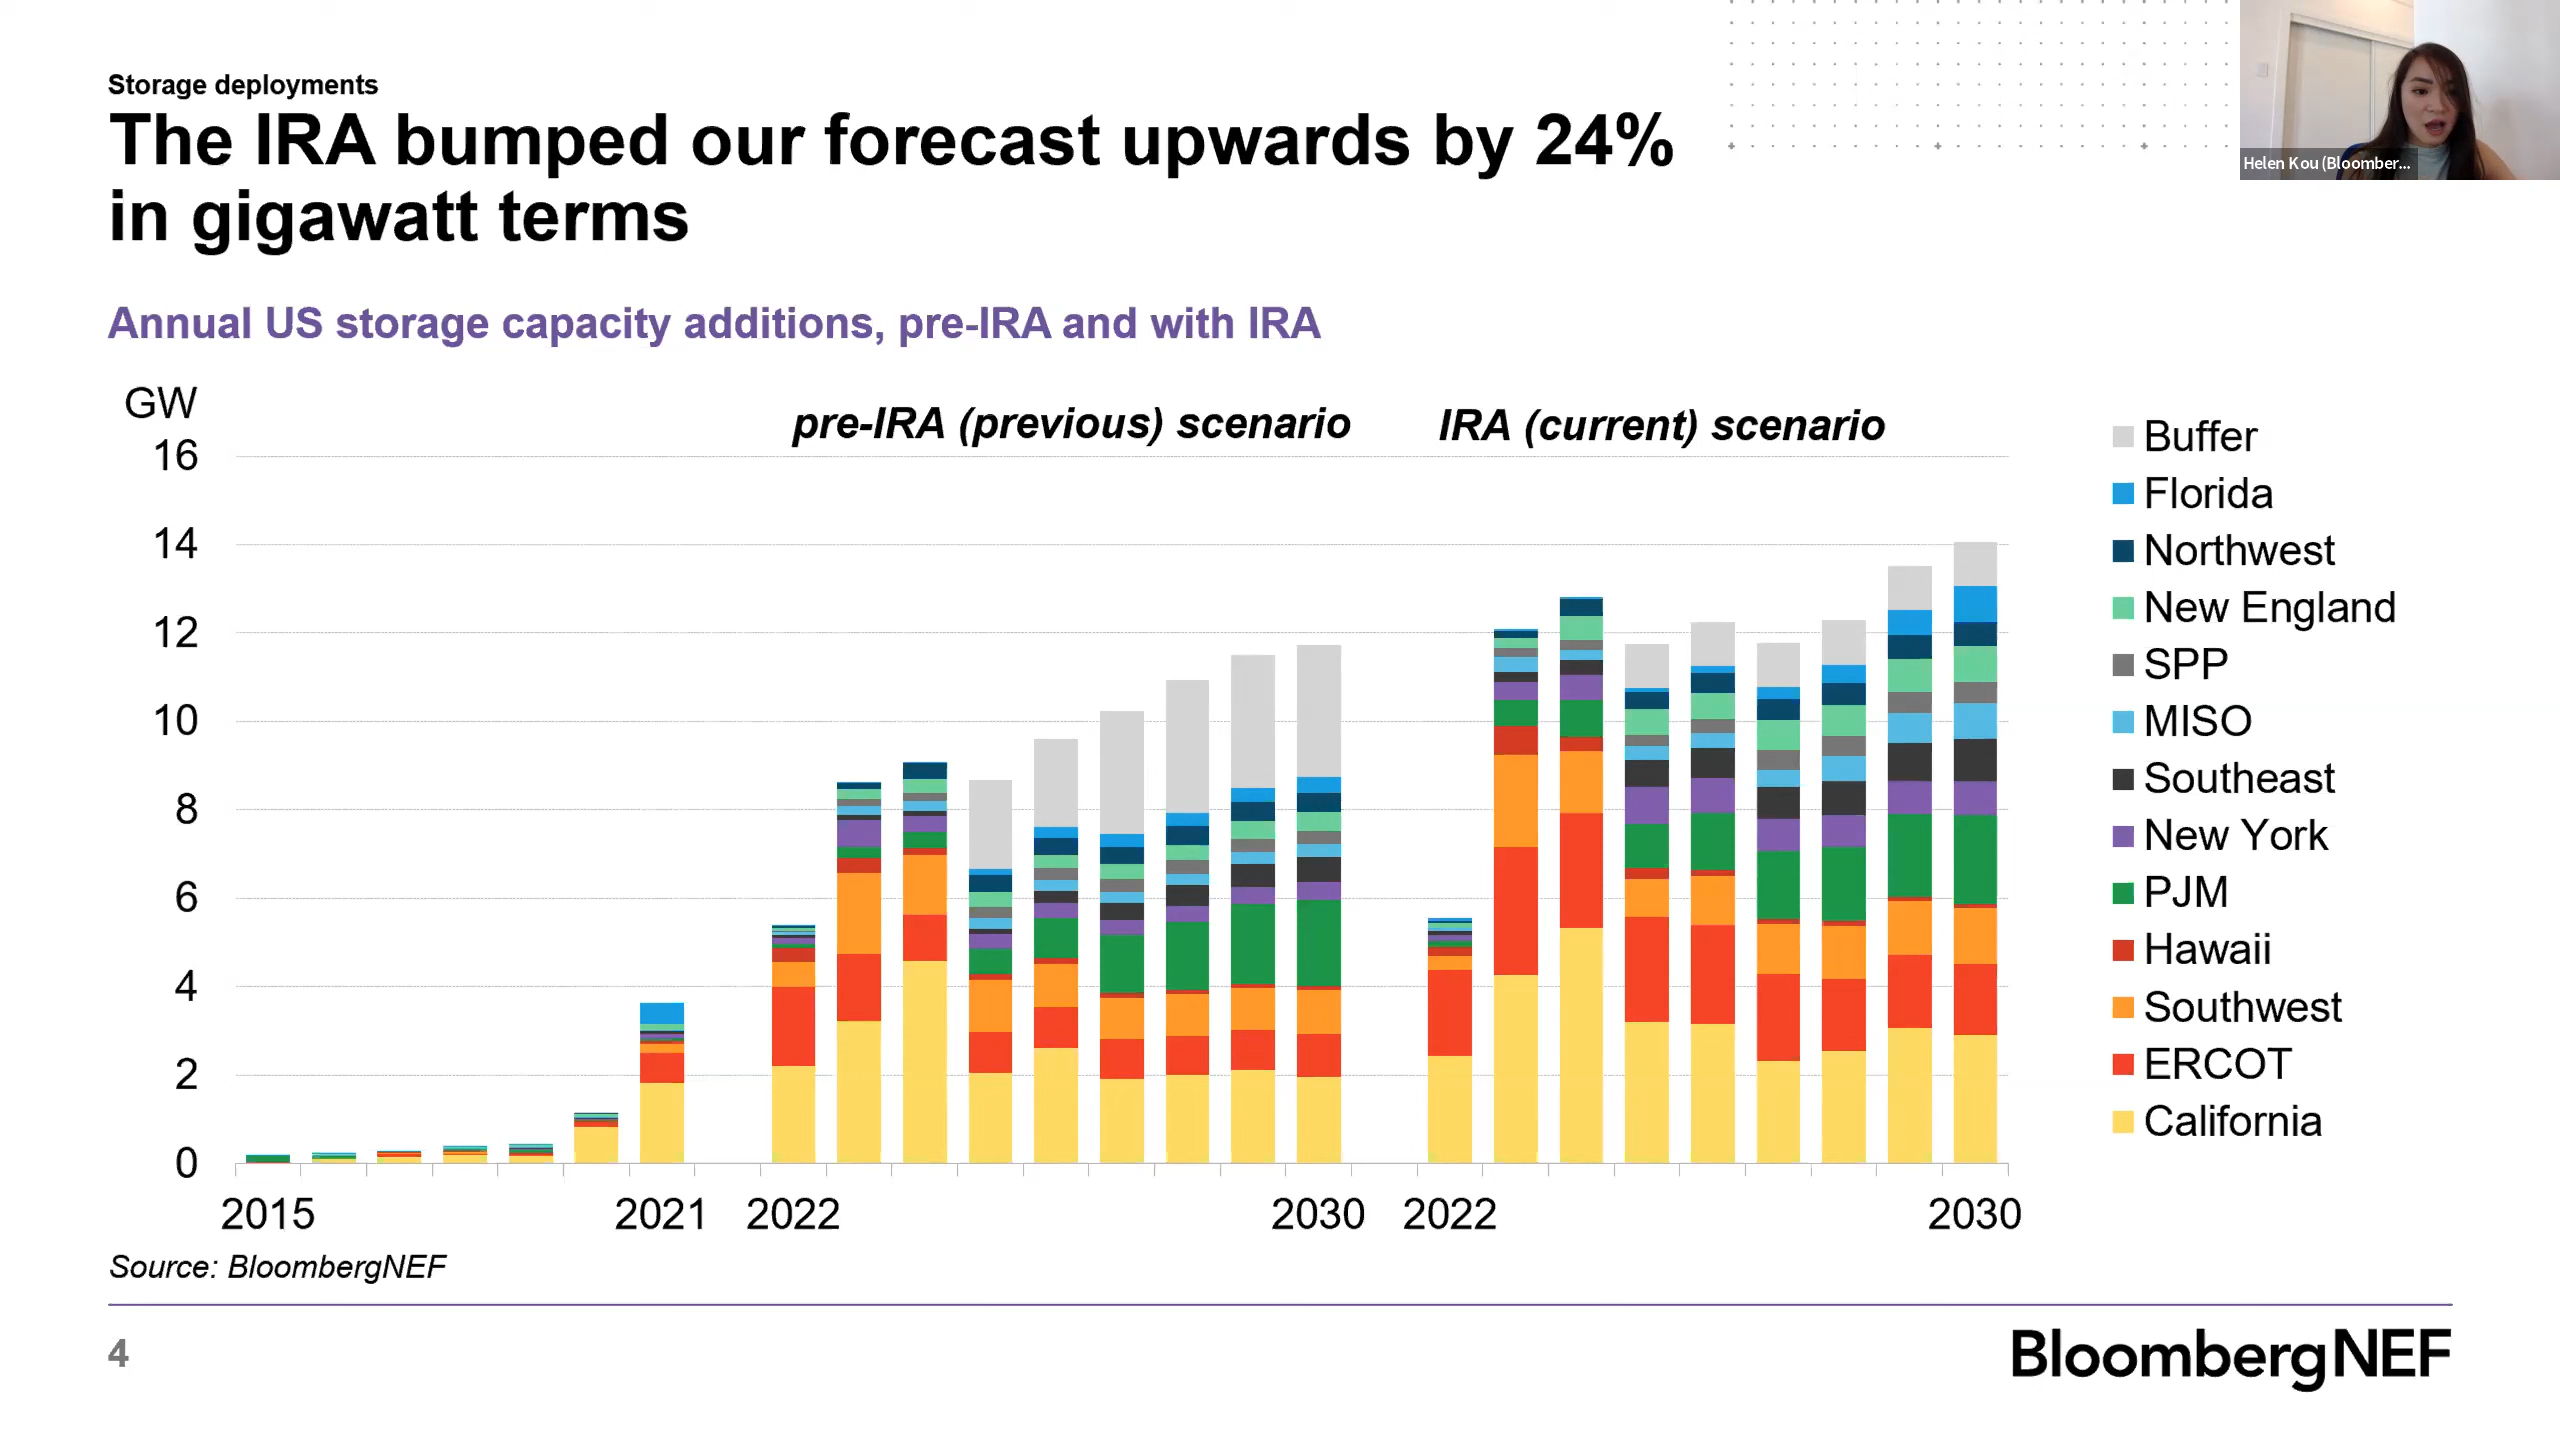 Storage deployments
The IRA bumped our forecast upwards by 24%
in gigawatt terms
Helen Kou (Bloomber...
Annual US storage capacity additions, pre-IRA and with IRA
GW
pre-IRA (previous) scenario
IRA (current) scenario
16
14
12
10
8
6
4
2
0
2015
2021
2022
2030
2022
2030
Buffer
Florida
Northwest
New England
SPP
MISO
Southeast
New York
PJM
Hawaii
Southwest
ERCOT
California
Source: BloombergNEF
4
BloombergNEF